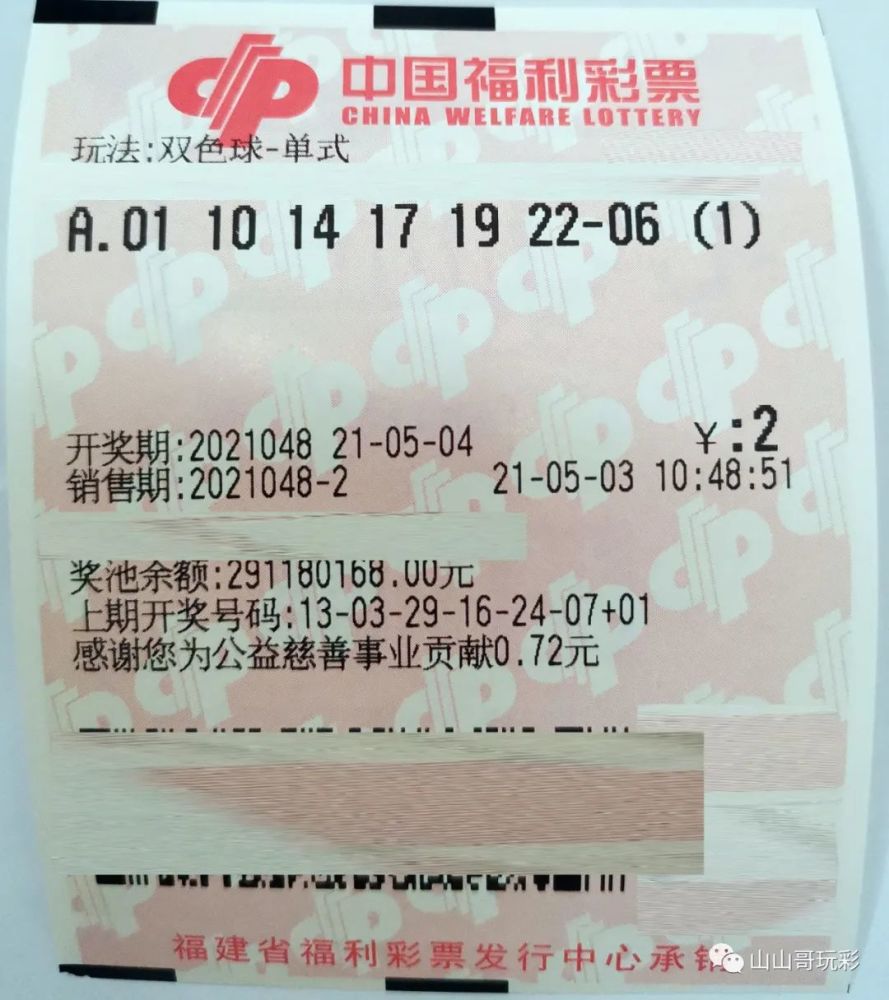 中国福利彩票
CHINA WELFARE LOTTERY
玩法:双色球-单式
A.01 10 14 17 19 22-06 (1)
¥:2
开奖期:2021048 21-05-04
销售期:2021048-2 21-05-03 10:48:51
奖池余额:291180168.00元
上期开奖号码:13-03-29-16-24-07+01
感谢您为公益慈善事业贡献0.72元
福建省福利彩票发行中心承销
山山哥玩彩